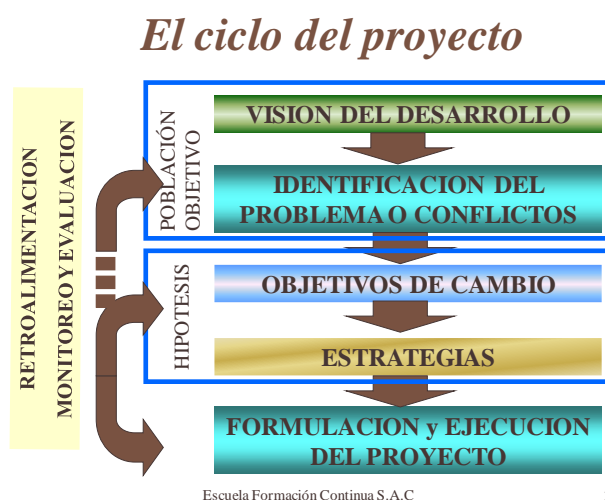 El ciclo del proyecto
RETROALIMENTACION
MONITOREO Y EVALUACION
POBLACIÓN
OBJETIVO
VISION DEL DESARROLLO
IDENTIFICACION DEL
PROBLEMA O CONFLICTOS
HIPOTESIS
OBJETIVOS DE CAMBIO
ESTRATEGIAS
FORMULACION y EJECUCION
DEL PROYECTO
Escuela Formación Continua S.A.C